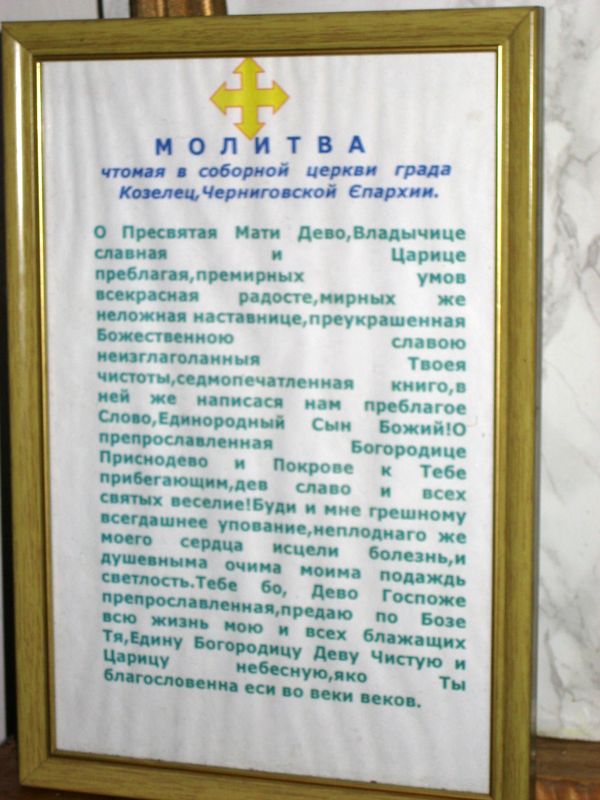 МОЛИТВА
чтомая в соборной церкви града
Козелец,Черниговской Єпархии.
О Пресвятая Мати Дево,Владычице
славная и Царице
преблагая,премирных умов
всекрасная радосте,мирных же
неложная наставнице,преукрашенная
Божественною славою
неизглаголанныя Твоея
чистоты,седмопечатленная книго,в
ней же написася нам преблагое
Слово,Единородный Сын Божий!О
препрославленная Богородице
Приснодево и Покрове к Тебе
прибегающим,дев славо и всех
святых веселие!Буди и мне грешному
всегдашнее упование,неплоднаго же
моего сердца исцели болезнь,и
душевныма очима моима подаждь
светлость.Тебе бо, Дево Госпоже
препрославленная,предаю по Бозе
всю жизнь мою и всех блажащих
Тя,Едину Богородицу Деву Чистую и
Царицу небесную,яко Ты
благословенна еси во веки веков.